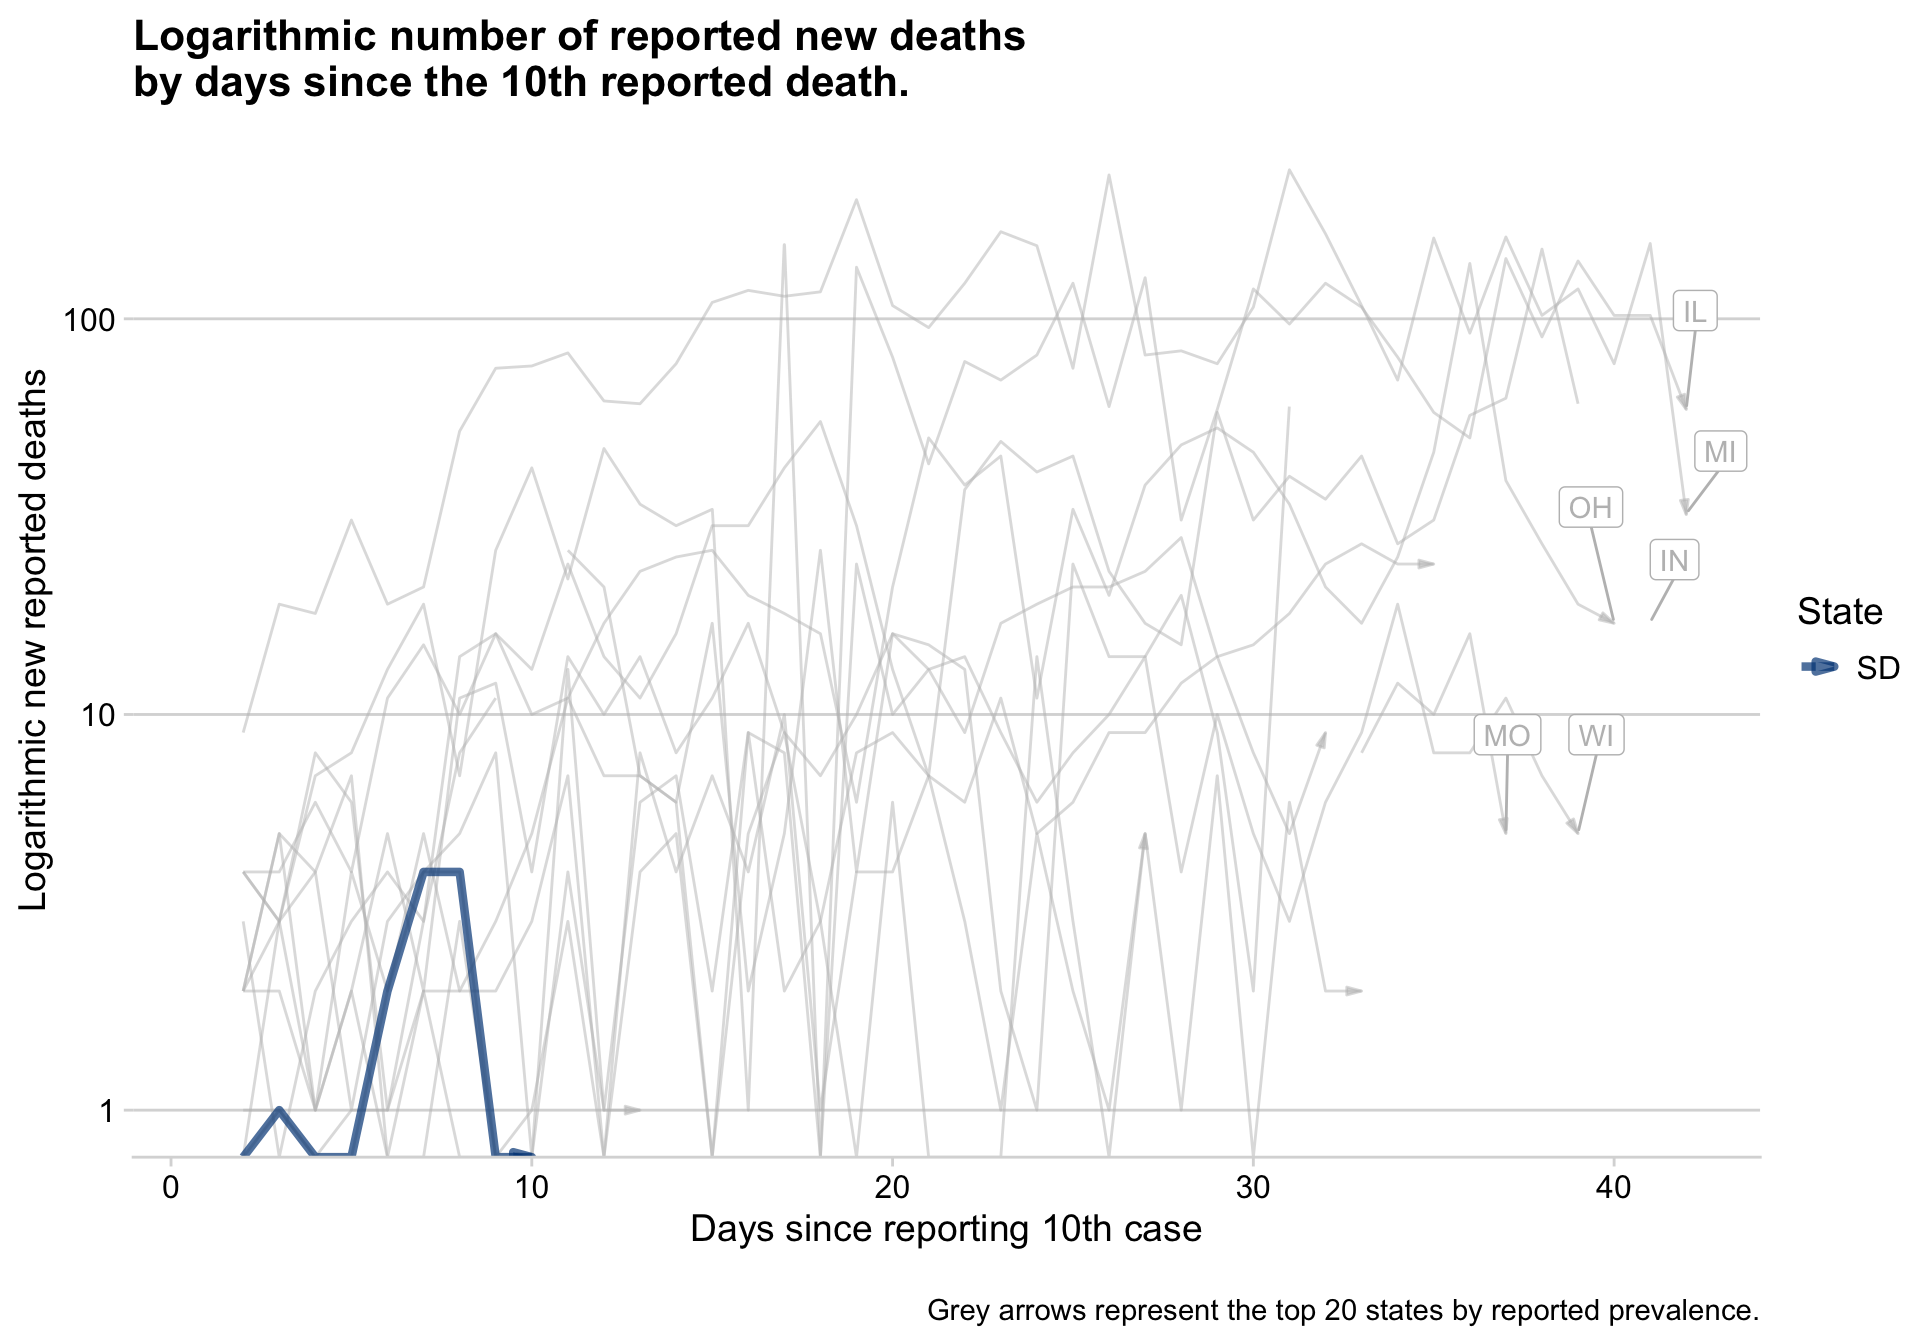 Logarithmic number of reported new deaths
by days since the 10th reported death.
Logarithmic new reported deaths
100
10
1
IL
MI
OH
IN
MO
WI
State
SD
0
10
20
30
40
Days since reporting 10th case
Grey arrows represent the top 20 states by reported prevalence.